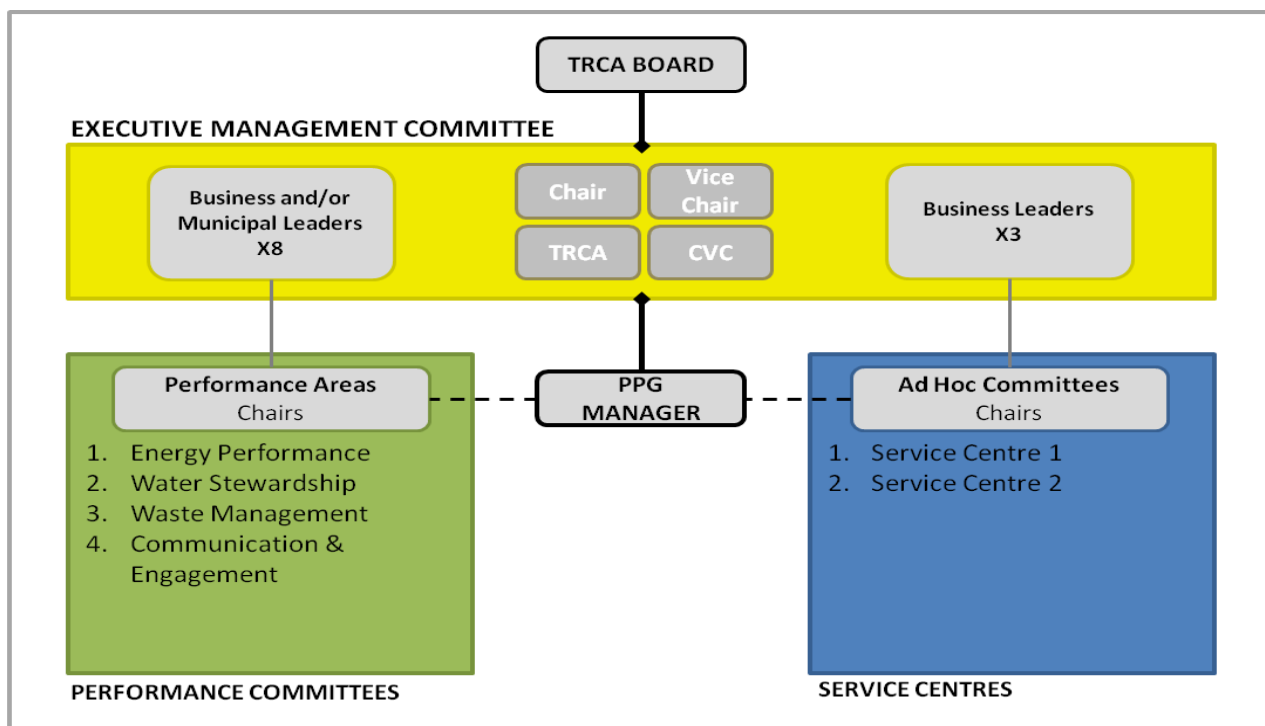 TRCA BOARD
EXECUTIVE MANAGEMENT COMMITTEE
Business and/or
Municipal Leaders
X8
Chair
Vice
Chair
TRCA
CVC
Business Leaders
X3
Performance Areas
Chairs
1. Energy Performance
2. Water Stewardship
3. Waste Management
4. Communication &
Engagement
PERFORMANCE COMMITTEES
PPG
MANAGER
Ad Hoc Committees
Chairs
1. Service Centre 1
2. Service Centre 2
SERVICE CENTRES